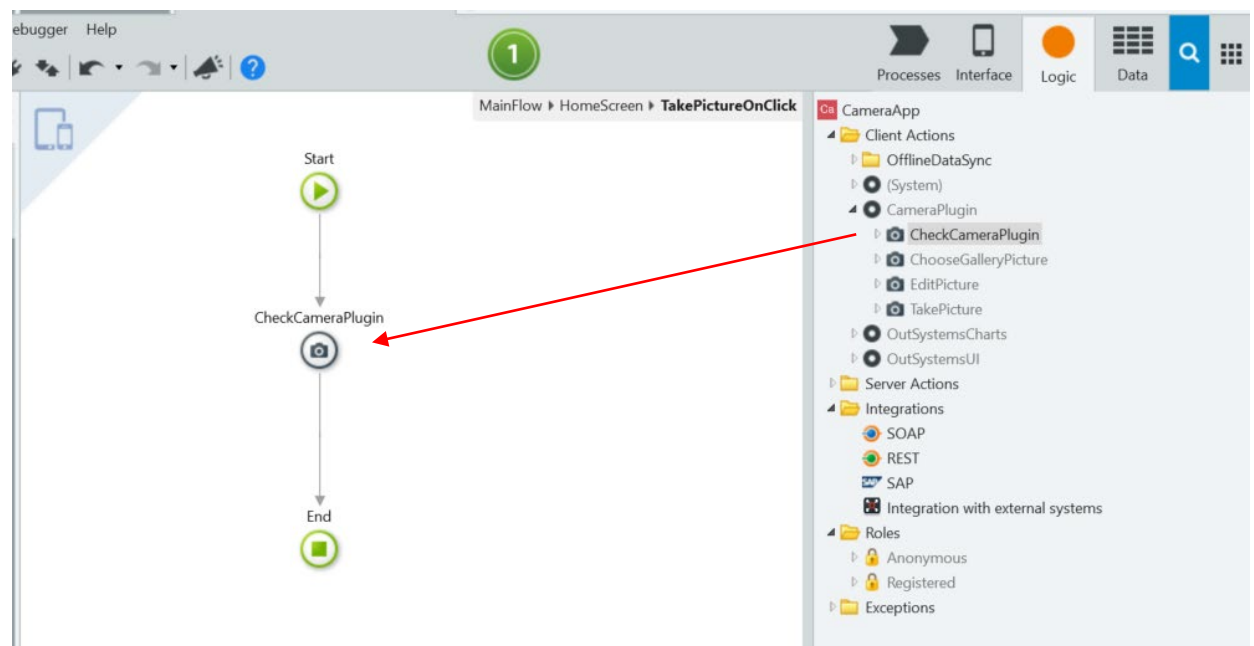 ebugger Help
1
?
Processes Interface Logic Data
MainFlow HomeScreen TakePictureOnClick
Start
CheckCameraPlugin
End
Ca CameraApp
Client Actions
OfflineDataSync
(System)
CameraPlugin
CheckCameraPlugin
ChooseGalleryPicture
EditPicture
TakePicture
OutSystemsCharts
OutSystemsUI
Server Actions
Integrations
SOAP
REST
SAP SAP
Integration with external systems
Roles
Anonymous
Registered
Exceptions